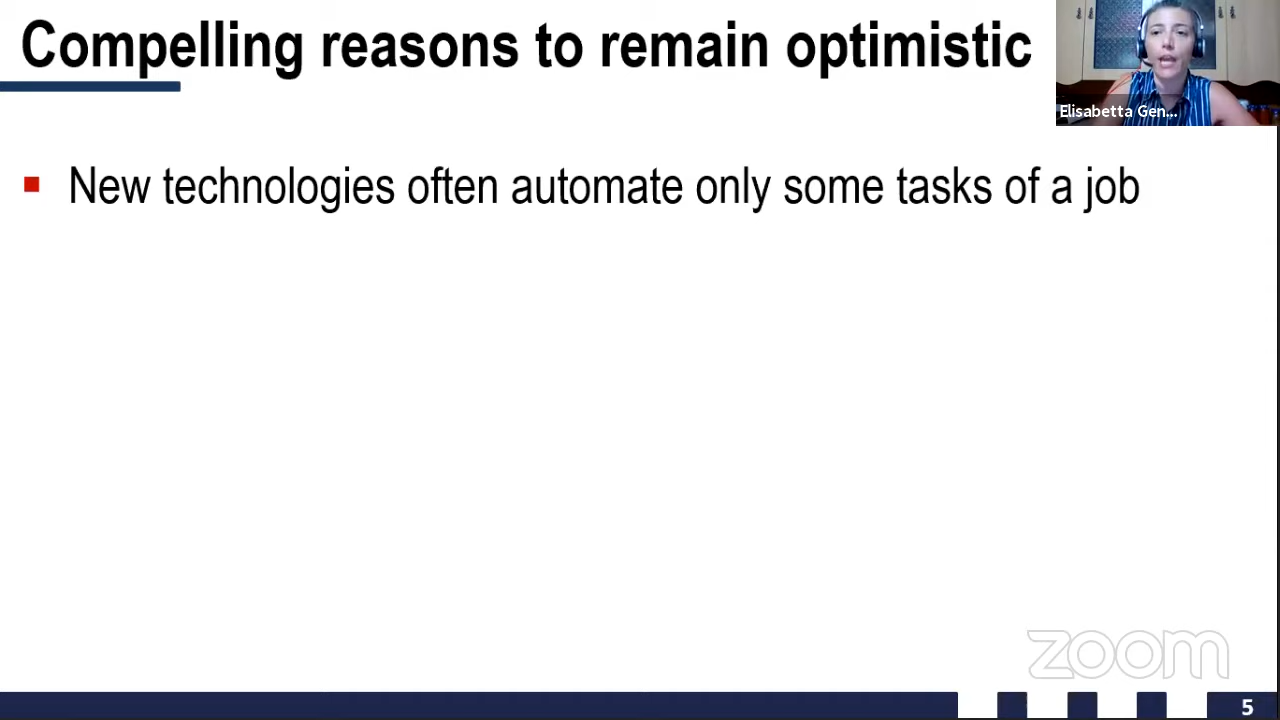 Compelling reasons to remain optimistic
Elisabetta Gen...
New technologies often automate only some tasks of a job
zoom
5